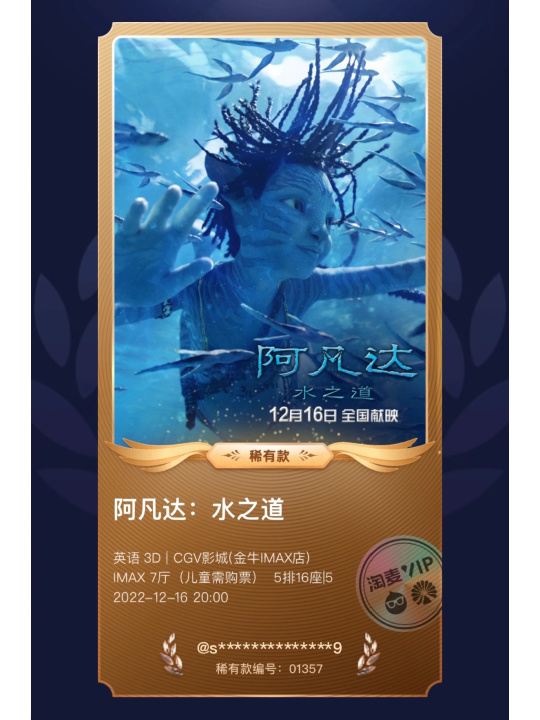 阿凡达
水之道
12月16日 全国献映
稀有款
阿凡达：水之道
英语 3D｜CGV影城(金牛IMAX店)
IMAX 7厅（儿童需购票） 5排16座|5
2022-12-16 20:00
淘麦VIP
@s**************9
稀有款编号：01357